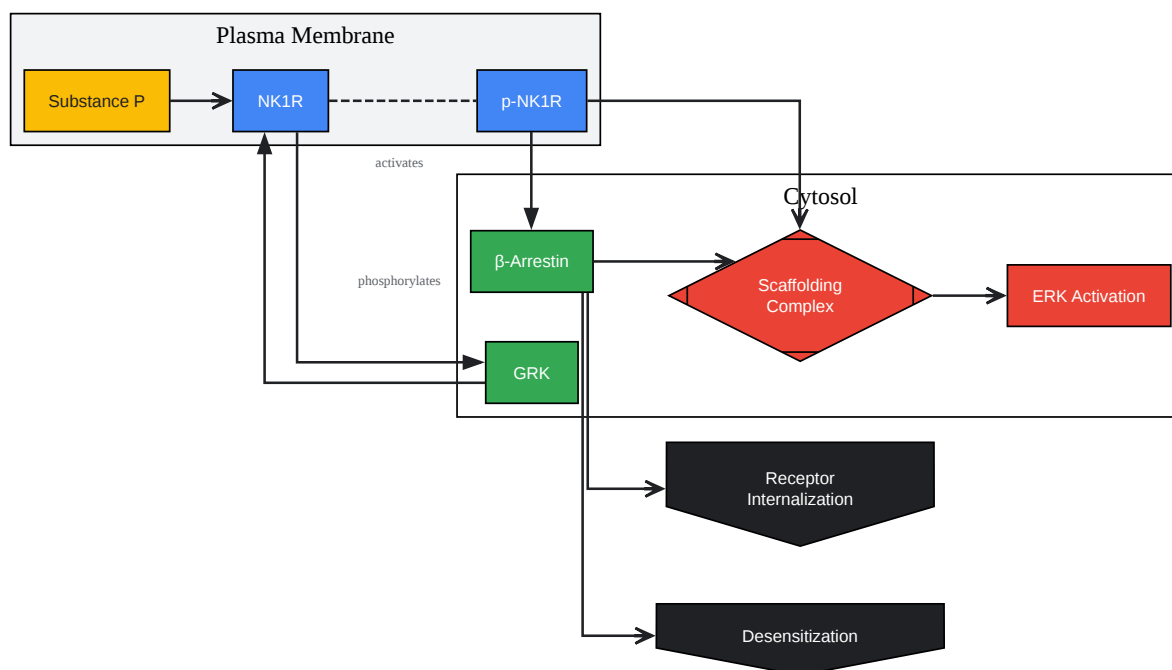 Plasma Membrane
Substance P
NK1R
p-NK1R
activates
Cytosol
β-Arrestin
phosphorylates
Scaffolding
Complex
ERK Activation
GRK
Receptor
Internalization
Desensitization